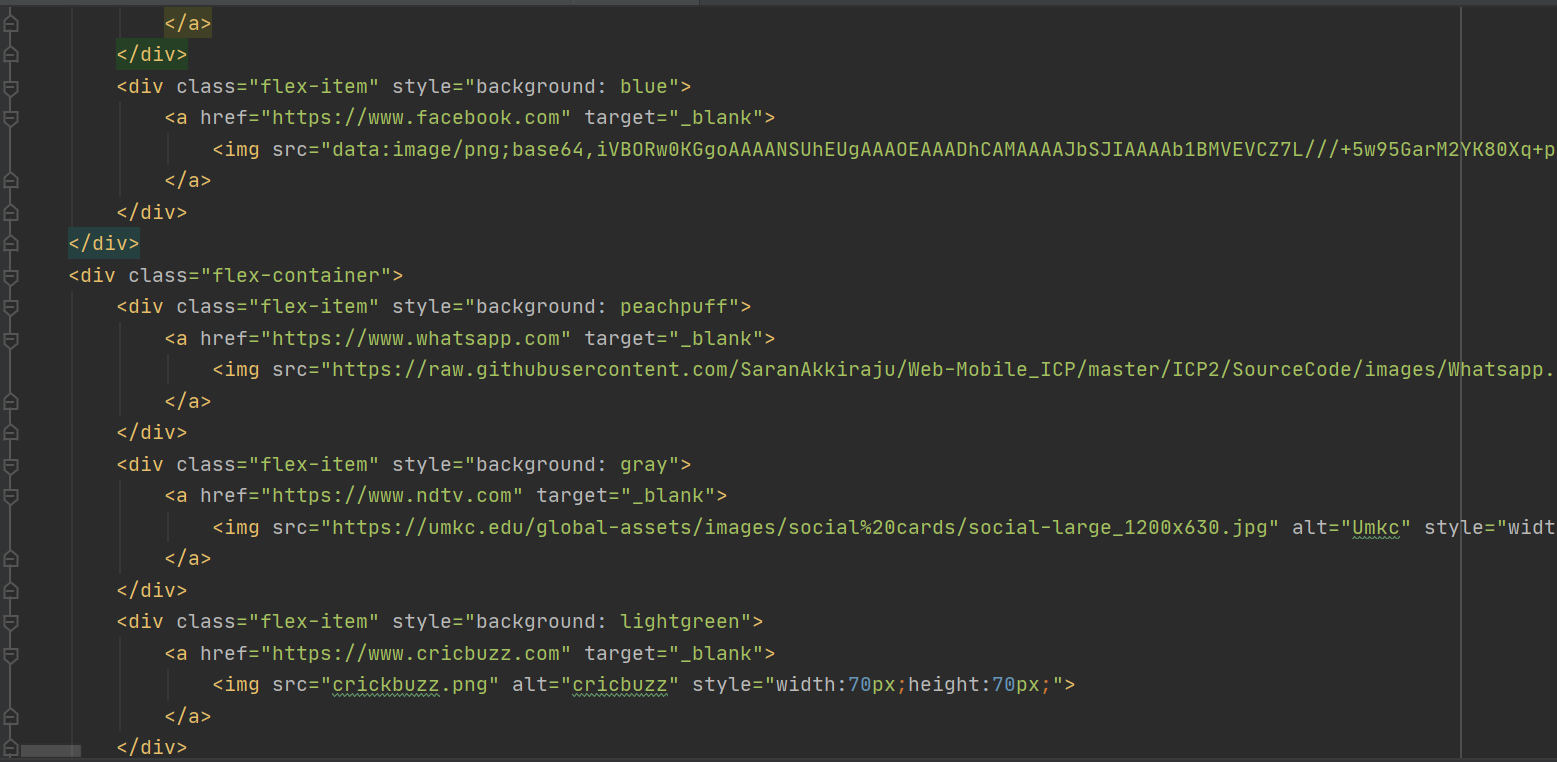 </a>
</div>
<div class="flex-item" style="background: blue">
<a href="https://www.facebook.com" target="_blank">
<img src="data:image/png;base64,iVBORw0KGgoAAAANSUhEUgAAAOEAAADhCAMAAAAJbSJIAAAAb1BMVEVCZ7L///+5w95GarM2YK80Xq+p
</a>
</div>
</div>
<div class="flex-container">
<div class="flex-item" style="background: peachpuff">
<a href="https://www.whatsapp.com" target="_blank">
<img src="https://raw.githubusercontent.com/SaranAkkiraju/Web-Mobile_ICP/master/ICP2/SourceCode/images/Whatsapp.
</a>
</div>
<div class="flex-item" style="background: gray">
<a href="https://www.ndtv.com" target="_blank">
<img src="https://umkc.edu/global-assets/images/social%20cards/social-large_1200x630.jpg" alt="Umkc" style="widt
</a>
</div>
<div class="flex-item" style="background: lightgreen">
<a href="https://www.cricbuzz.com" target="_blank">
<img src="crickbuzz.png" alt="cricbuzz" style="width:70px;height:70px;">
</a>
</div>